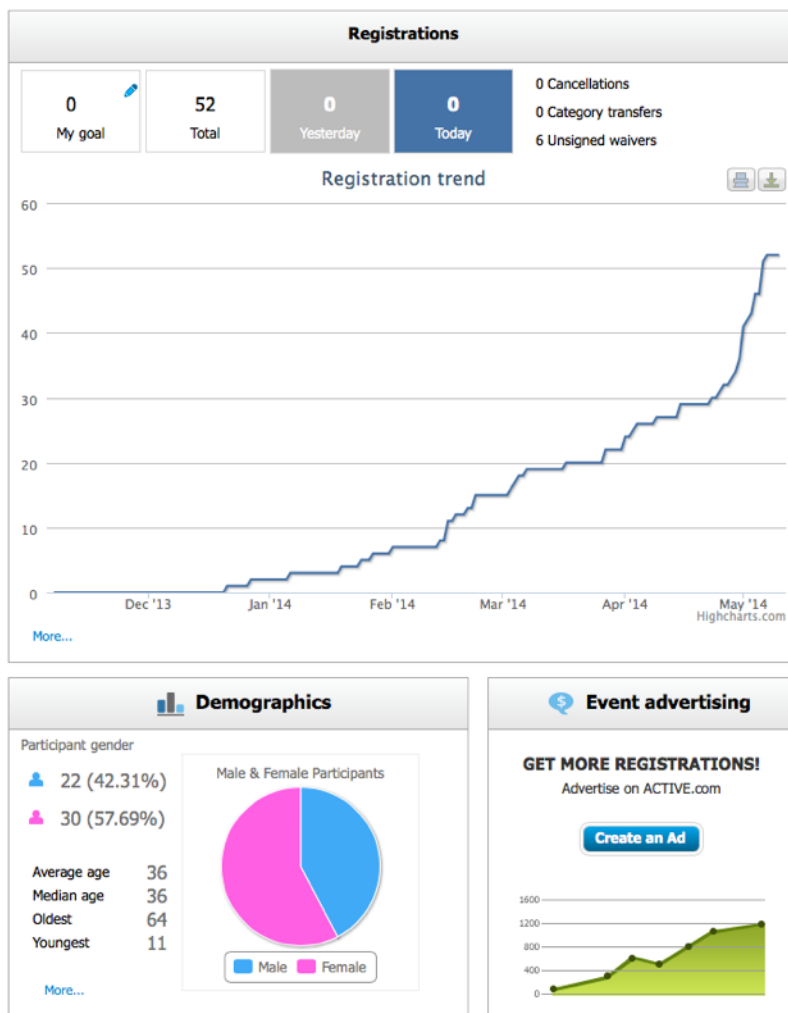 Registrations
0
My goal
52
Total
0
Yesterday
0
Today
0 Cancellations
0 Category transfers
6 Unsigned waivers
Registration trend
60
50
40
30
20
10
0
Dec '13 Jan '14 Feb '14 Mar '14 Apr '14 May '14
Highcharts.com
More...
Demographics
Participant gender
22 (42.31%)
30 (57.69%)
Average age 36
Median age 36
Oldest 64
Youngest 11
More...
Male & Female Participants
Male Female
$ Event advertising
GET MORE REGISTRATIONS!
Advertise on ACTIVE.com
Create an Ad
1600
1200
800
400
0